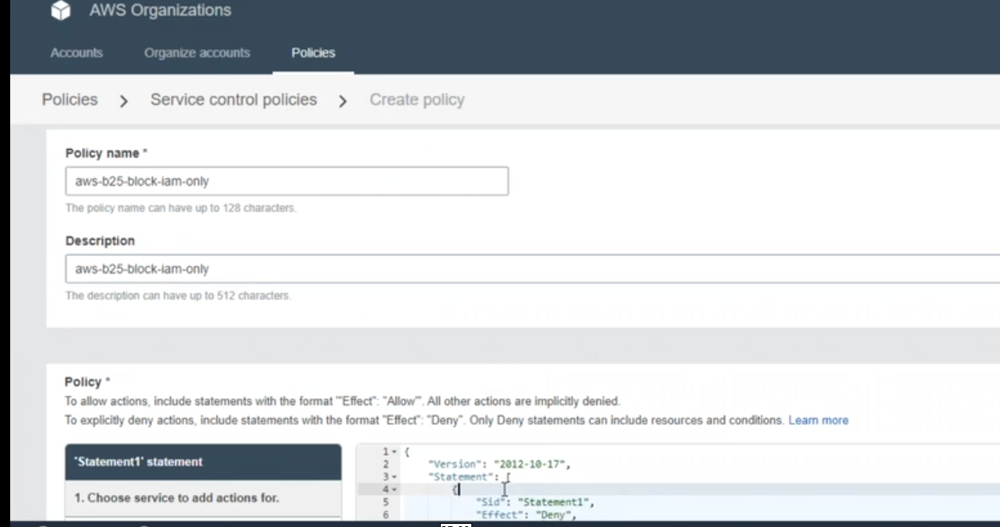 AWS Organizations
Accounts Organize accounts Policies
Policies > Service control policies > Create policy
Policy name *
aws-b25-block-iam-only
The policy name can have up to 128 characters.
Description
aws-b25-block-iam-only
The description can have up to 512 characters.
Policy *
To allow actions, include statements with the format '"Effect": "Allow"'. All other actions are implicitly denied.
To explicitly deny actions, include statements with the format "Effect": "Deny". Only Deny statements can include resources and conditions. Learn more
'Statement1' statement
1. Choose service to add actions for.
1 {
2 "Version": "2012-10-17",
3 "Statement": [
4 {
5 "Sid": "Statement1",
6 "Effect": "Deny",